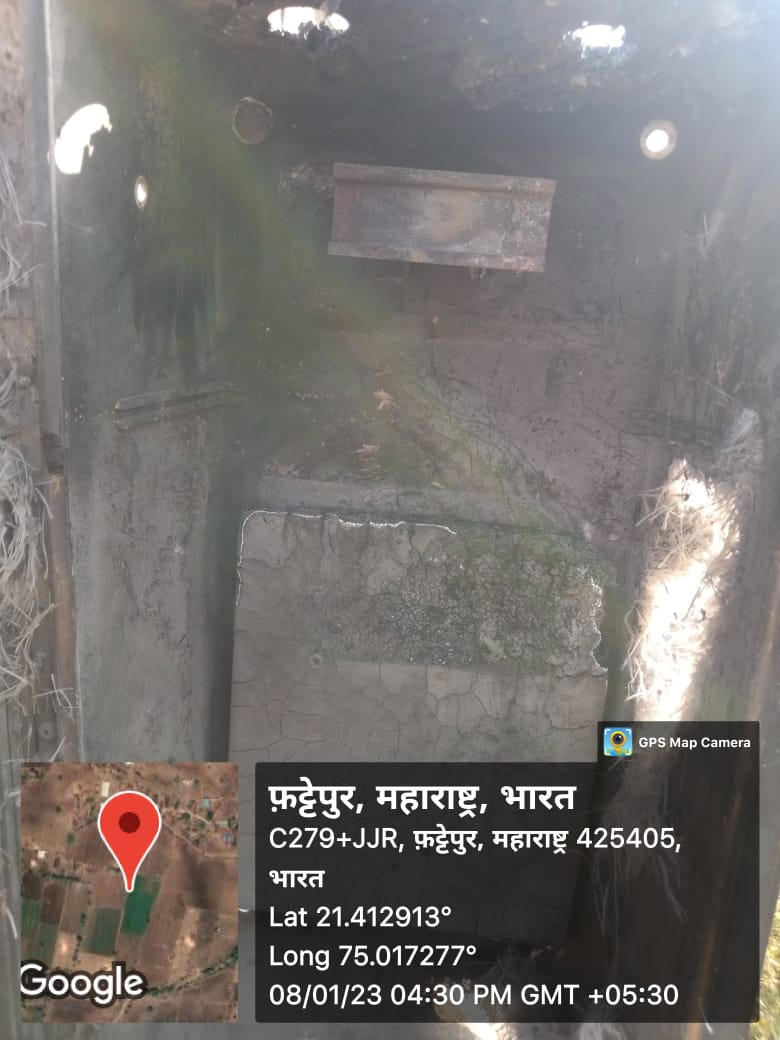 GPS Map Camera
फ़ट्टेपुर, महाराष्ट्र, भारत
C279+JJR, फ़ट्टेपुर, महाराष्ट्र 425405,
भारत
Lat 21.412913°
Long 75.017277°
08/01/23 04:30 PM GMT +05:30
Google